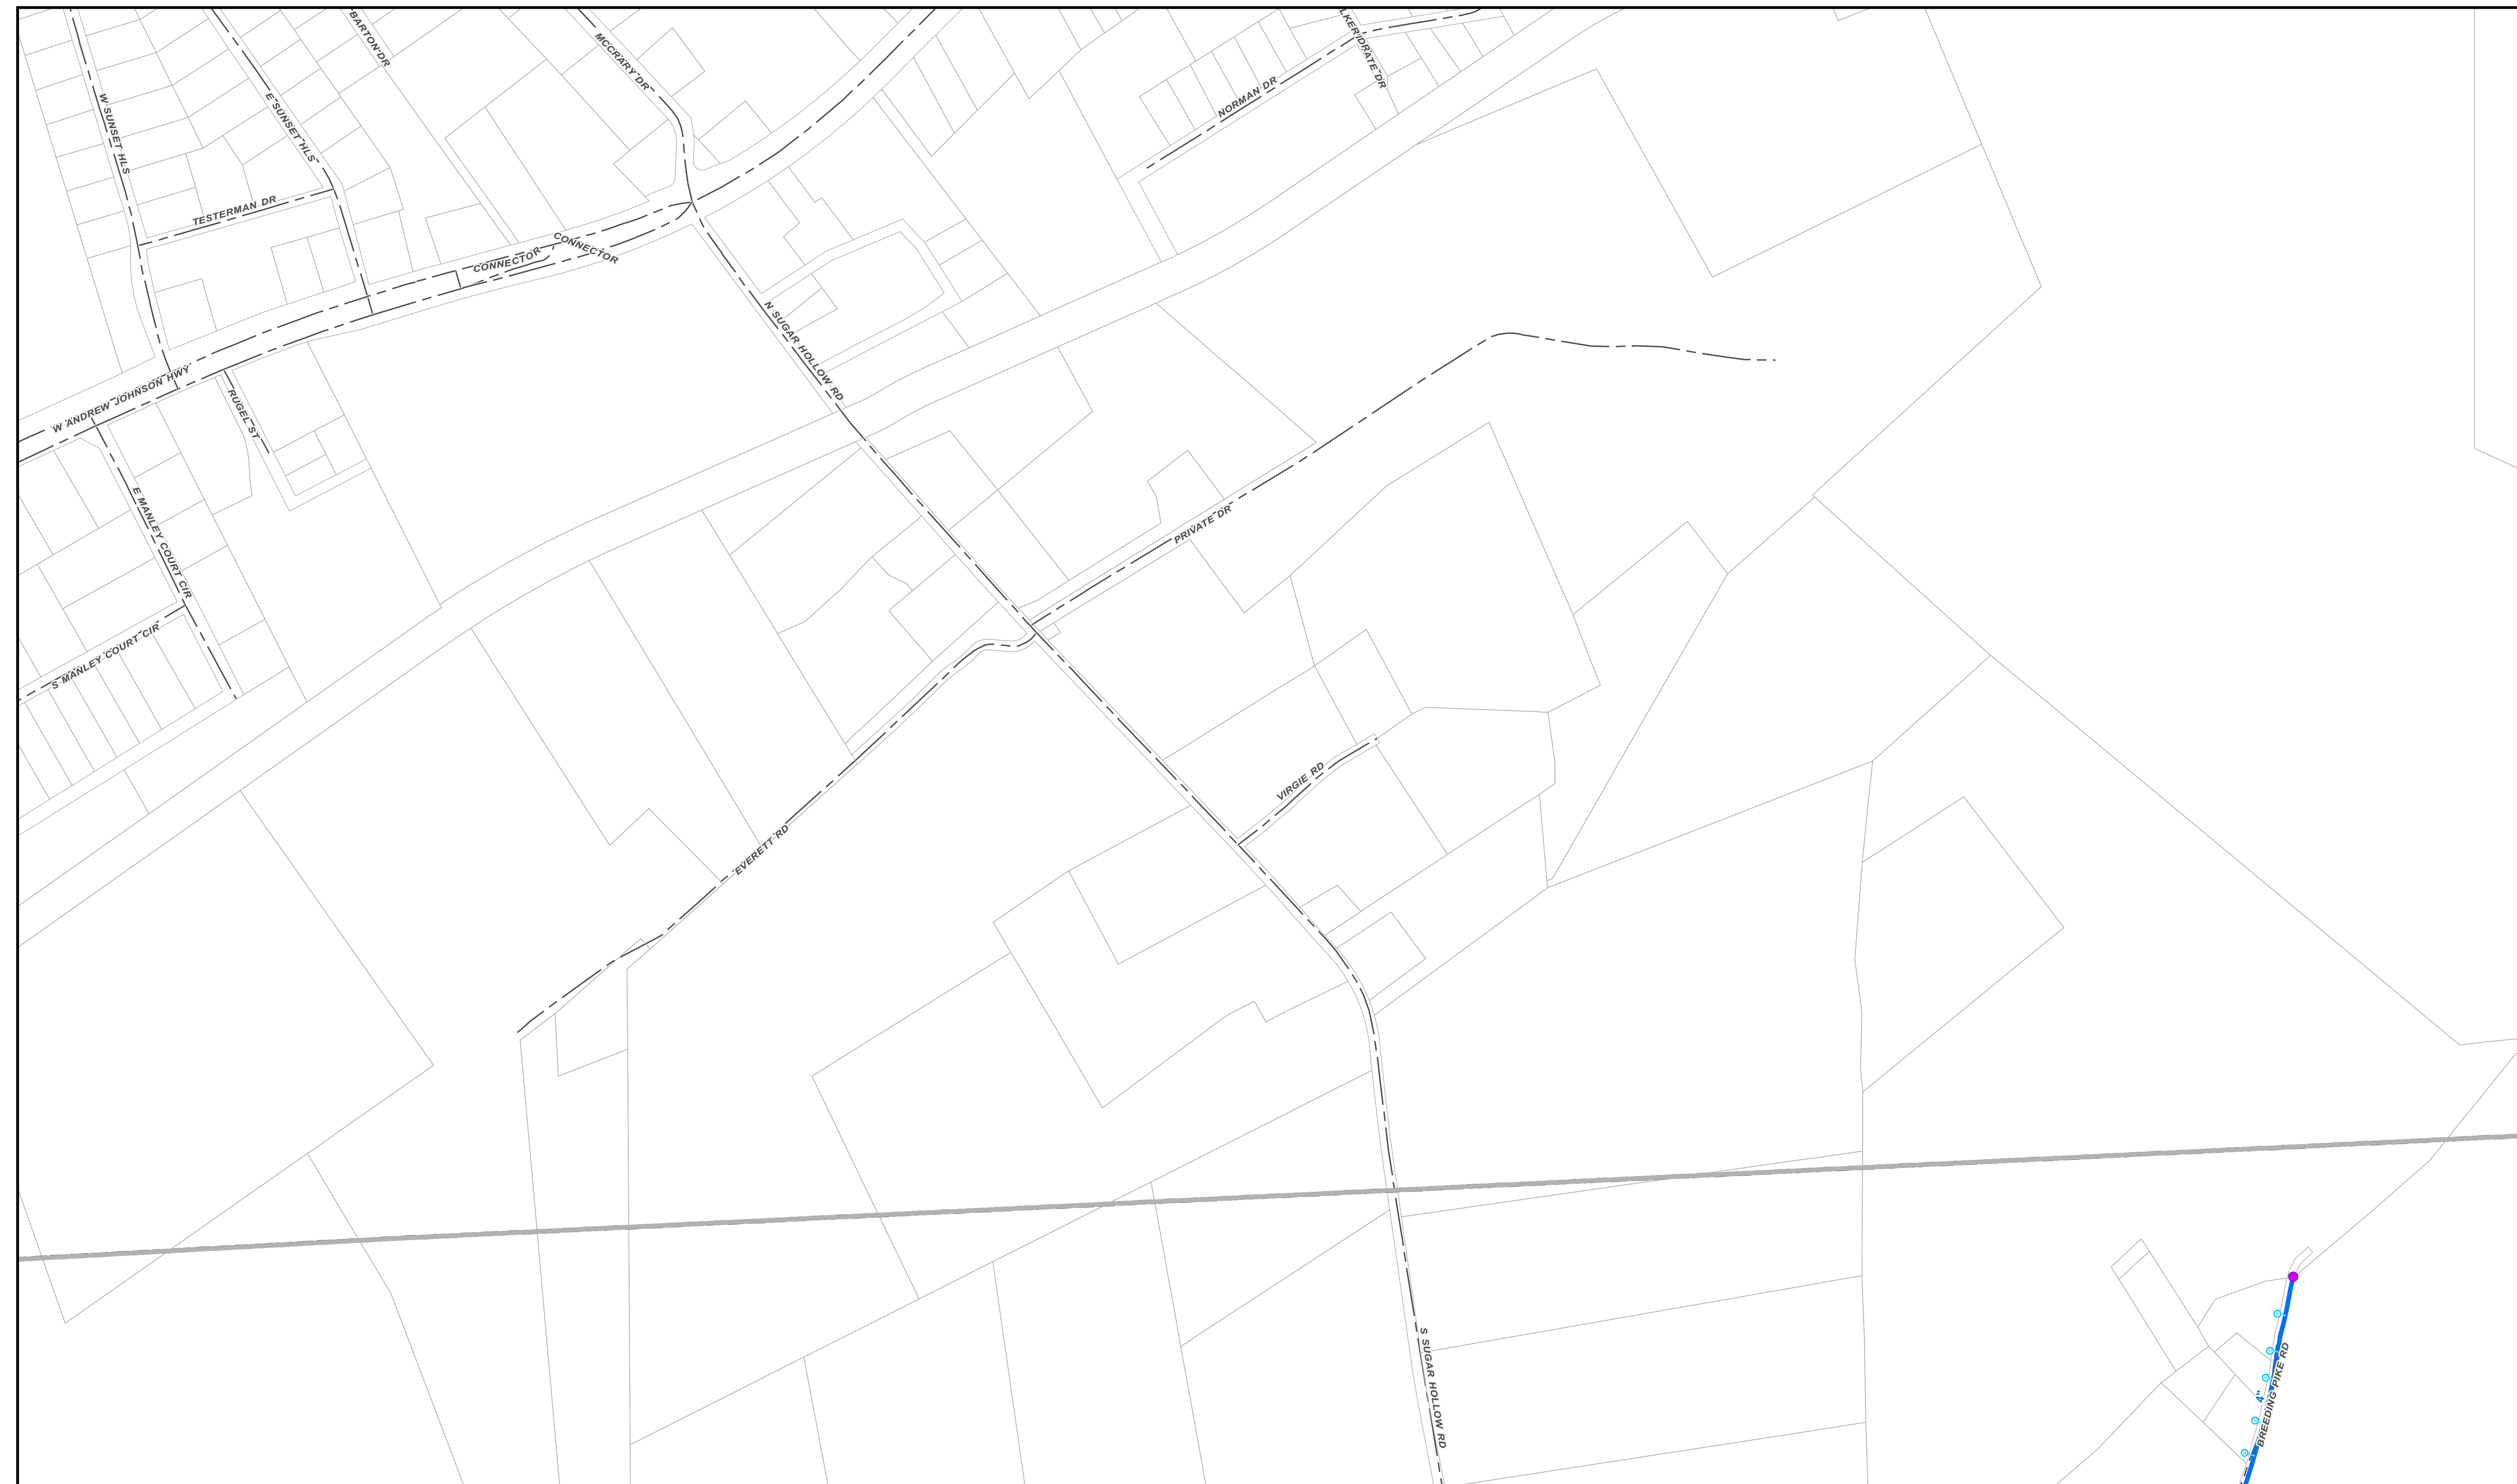 BARTON DR
MCCRARY DR
DRATE DR
W SUNSET HLS
E SUNSET HLS
NORMAN DR
TESTERMAN DR
CONNECTOR
CONNECTOR
N SUGAR HOLLOW RD
W ANDREW JOHNSON HWY
RUGEL ST
E MANLEY COURT CIR
PRIVATE DR
S MANLEY COURT CIR
VIRGIE RD
EVERETT RD
S SUGAR HOLLOW RD
BREEDING PIKE RD
4"